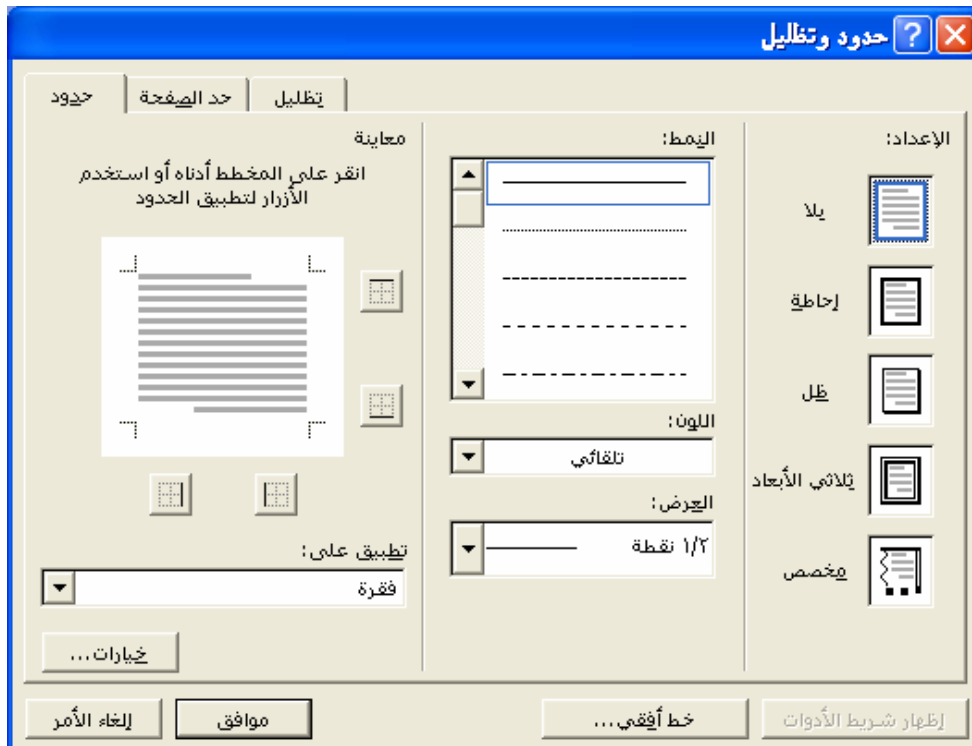 حدود وتظليل
حدود
حد الصفحة
تظليل
الإعداد:
بلا
إحاطة
ظل
ثلاثي الأبعاد
مخصص
النمط:
اللون:
تلقائي
العرض:
١/٢ نقطة
معاينة
انقر على المخطط أدناه أو استخدم
الأزرار لتطبيق الحدود
تطبيق على:
فقرة
خيارات...
إظهار شريط الأدوات
خط أفقي...
موافق
إلغاء الأمر